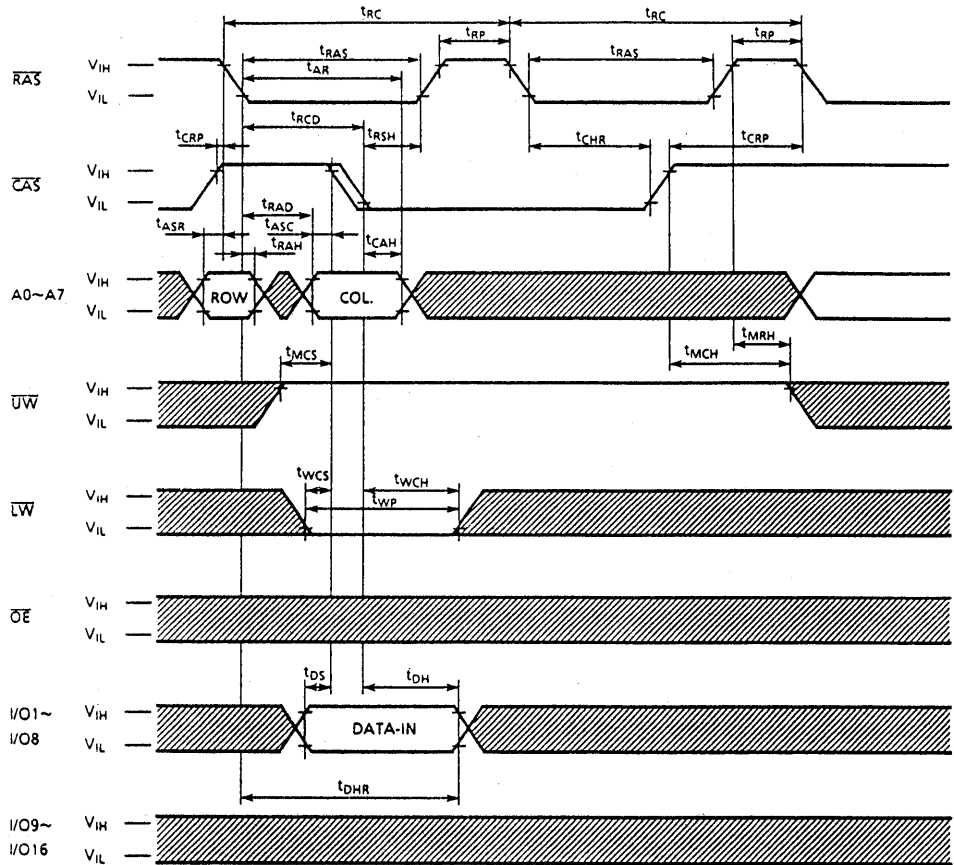 tRC tRC
tRP tRP
tRAS tRAS
tAR
RAS VIH
VIL
tRCD
tCRP tRSH tCHR tCRP
CAS VIH
VIL
tRAD
tASR tASC
tRAH tCAH
A0~A7 VIH
ROW COL.
VIL
tMRH
tMCS tMCH
UW VIH
VIL
tWCS tWCH
tWP
LW VIH
VIL
OE VIH
VIL
tDS tDH
I/O1~ VIH
DATA-IN
I/O8 VIL
tDHR
I/O9~ VIH
I/O16 VIL